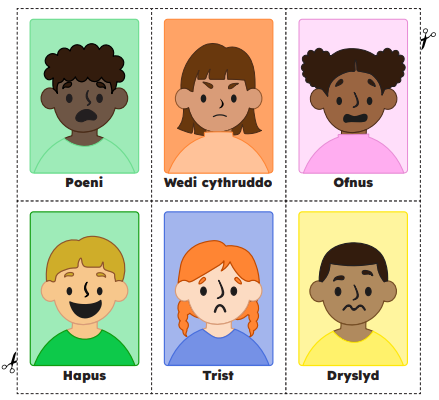 Poeni
Wedi cythruddo
Ofnus
Hapus
Trist
Dryslyd